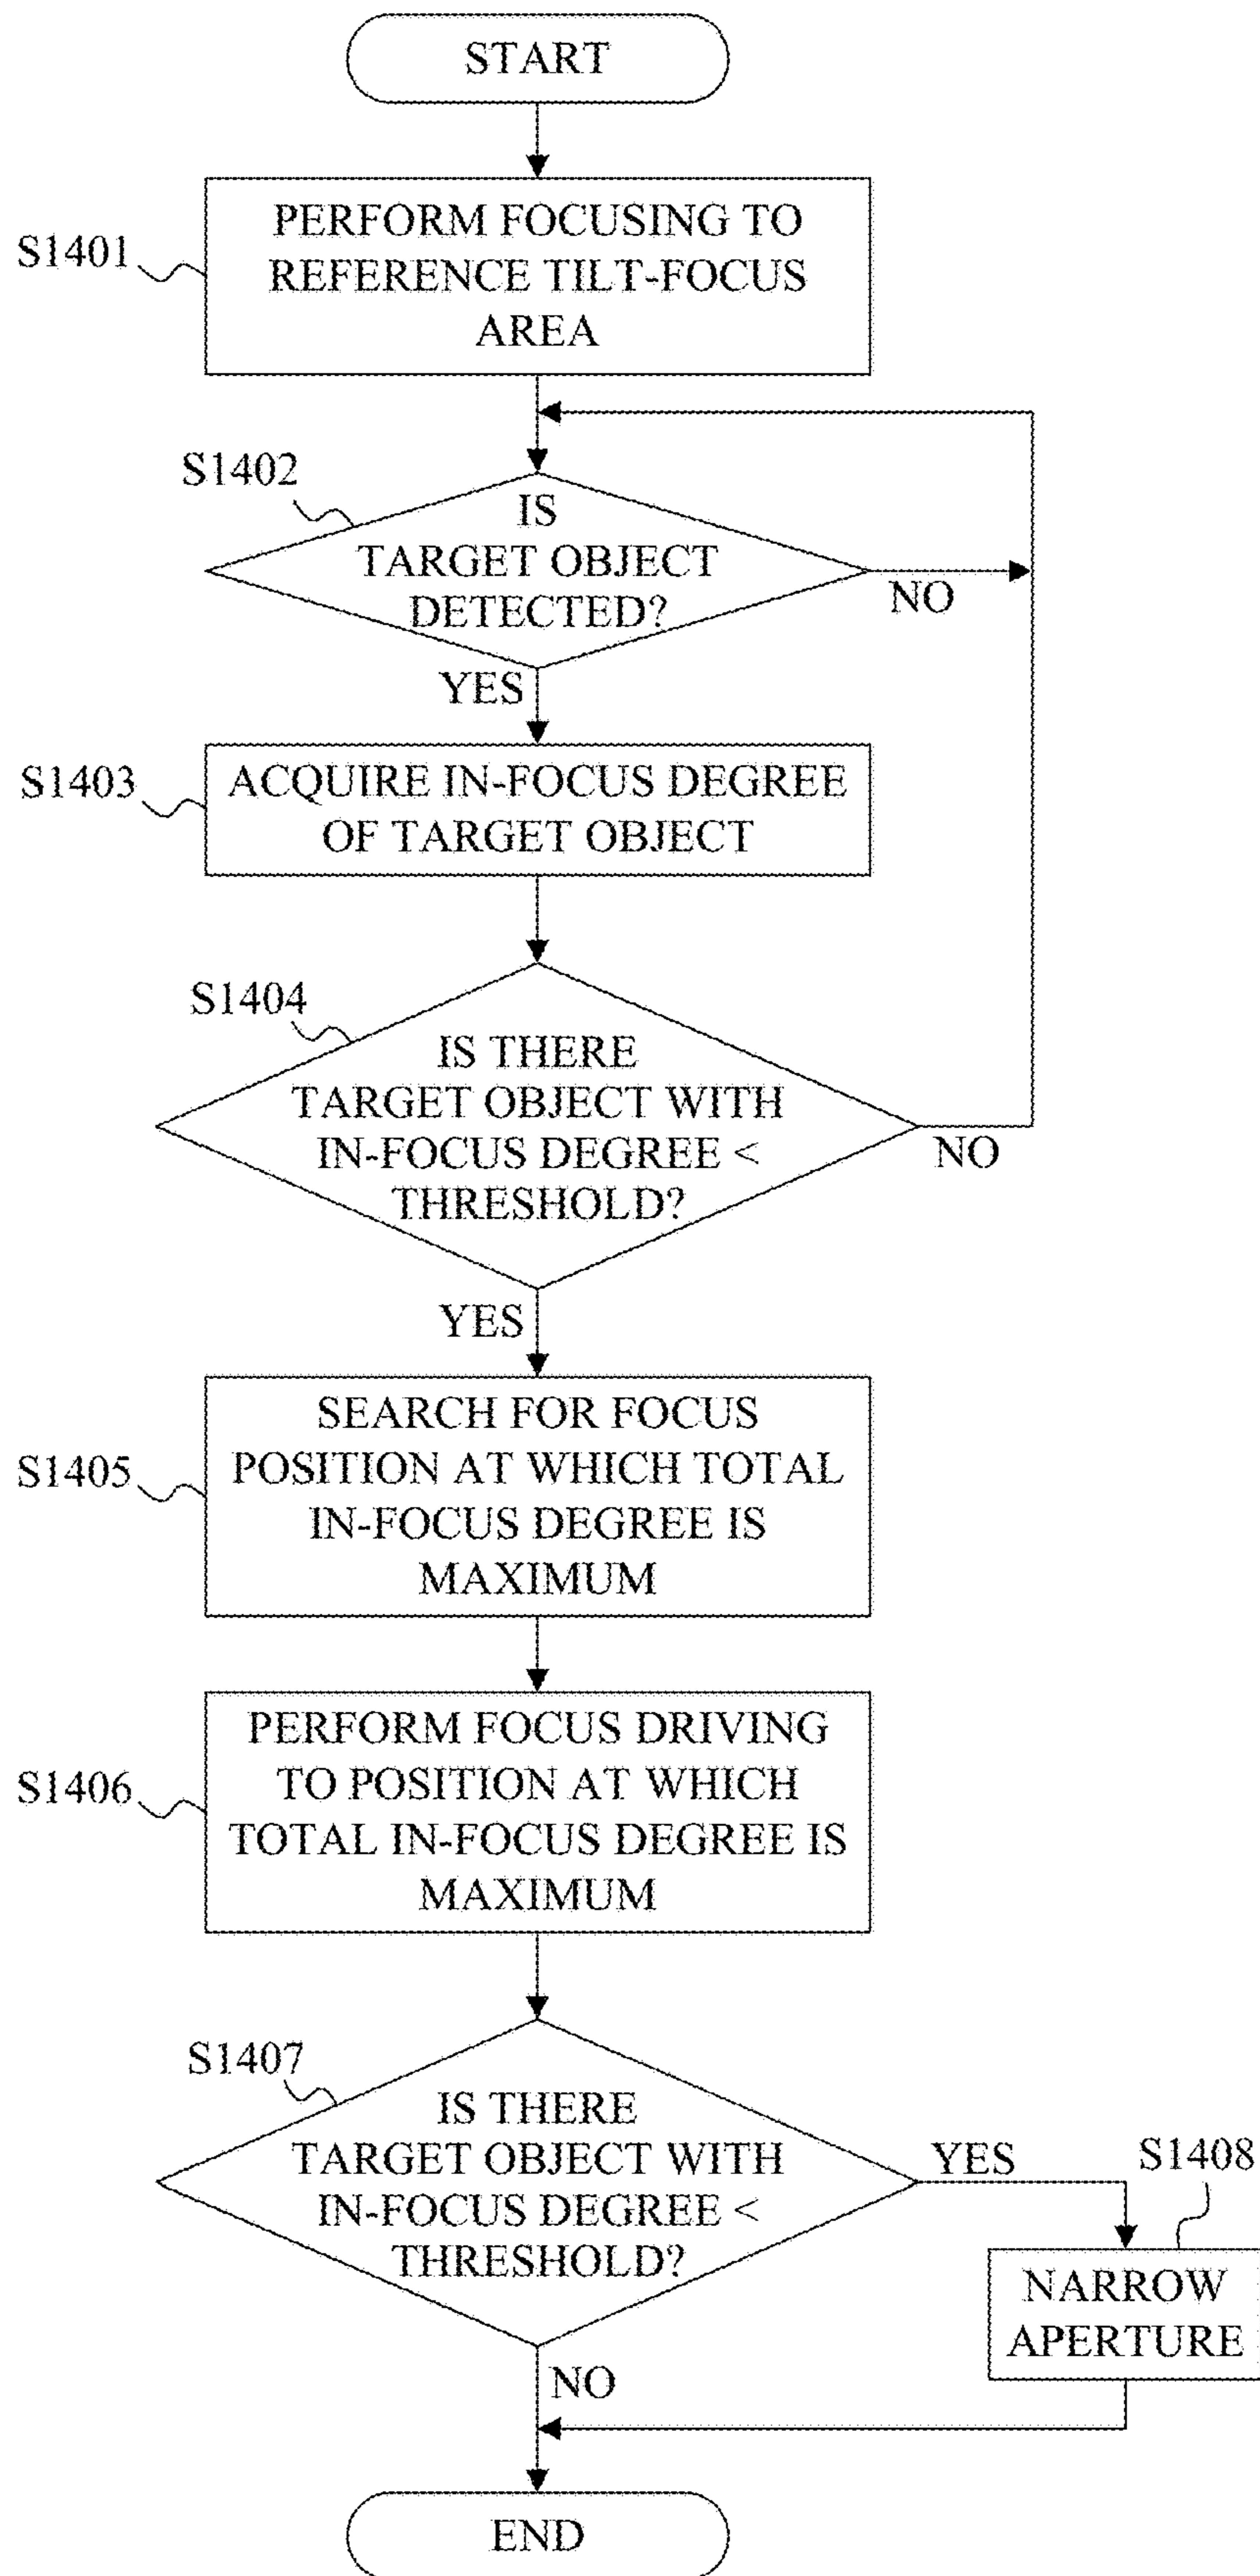 START
S1401
PERFORM FOCUSING TO
REFERENCE TILT-FOCUS
AREA
S1402
IS
TARGET OBJECT
DETECTED?
NO
YES
S1403
ACQUIRE IN-FOCUS DEGREE
OF TARGET OBJECT
S1404
IS THERE
TARGET OBJECT WITH
IN-FOCUS DEGREE <
THRESHOLD?
NO
YES
S1405
SEARCH FOR FOCUS
POSITION AT WHICH TOTAL
IN-FOCUS DEGREE IS
MAXIMUM
S1406
PERFORM FOCUS DRIVING
TO POSITION AT WHICH
TOTAL IN-FOCUS DEGREE IS
MAXIMUM
S1407
IS THERE
TARGET OBJECT WITH
IN-FOCUS DEGREE <
THRESHOLD?
YES
S1408
NARROW
APERTURE
NO
END